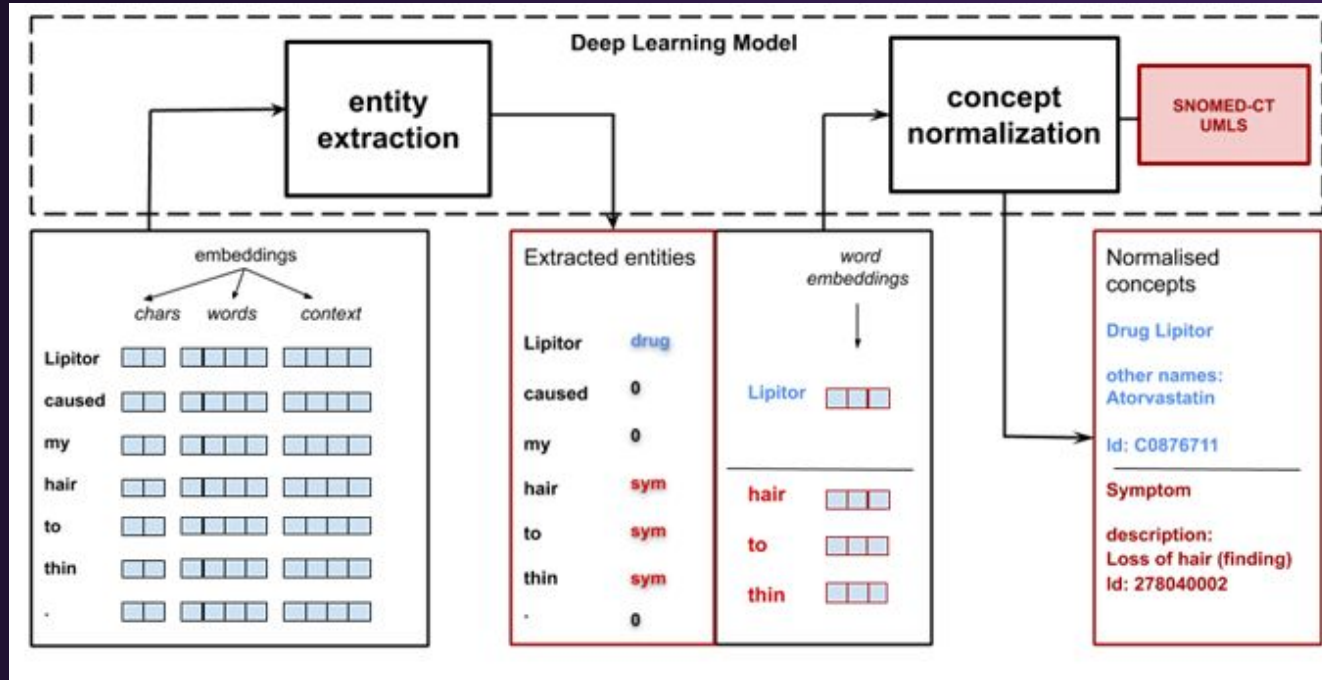 Deep Learning Model
entity
extraction
concept
normalization
SNOMED-CT
UMLS
embeddings
chars words context
Lipitor
caused
my
hair
to
thin
.
Extracted entities
Lipitor drug
caused 0
my 0
hair sym
to sym
thin sym
. 0
word
embeddings
Lipitor
hair
to
thin
Normalised
concepts
Drug Lipitor
other names:
Atorvastatin
Id: C0876711
Symptom
description:
Loss of hair (finding)
Id: 278040002